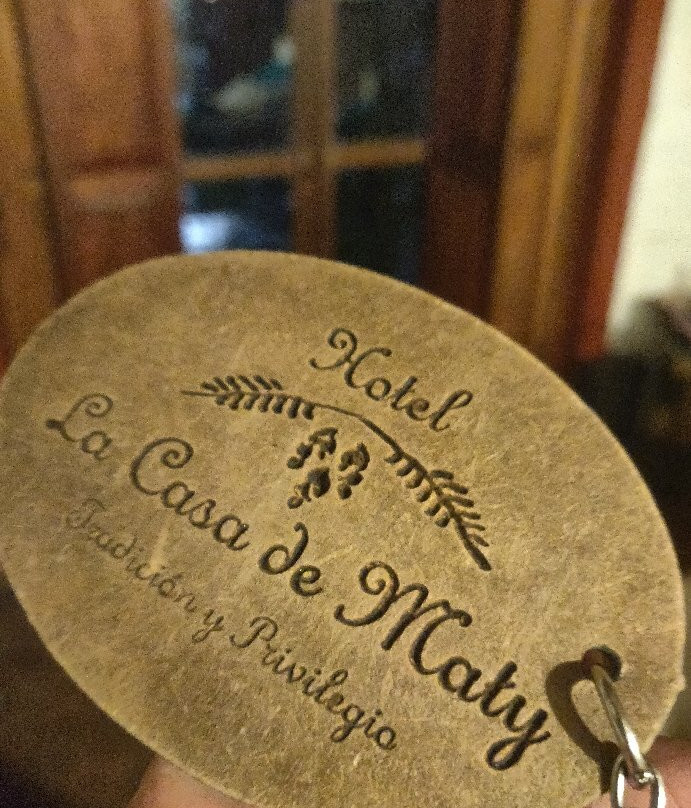 Hotel
La Casa de Maty
Tradición y Privilegio